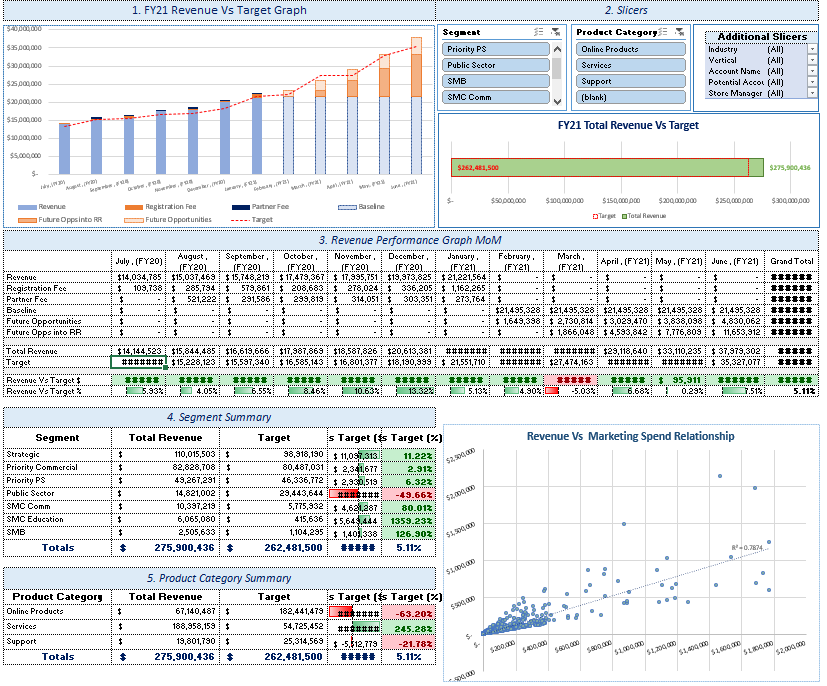 1. FY21 Revenue Vs Target Graph
2. Slicers
$40,000,000
$35,000,000
$30,000,000
$25,000,000
$20,000,000
$15,000,000
$10,000,000
$5,000,000
$-
July , (FY20) August , (FY20) September , (FY20) October , (FY20) November , (FY20) December , (FY20) January , (FY21) February , (FY21) March , (FY21) April , (FY21) May , (FY21) June , (FY21)
Revenue Registration Fee Partner Fee Baseline
Future Opps into RR Future Opportunities Target
Segment
Priority PS
Public Sector
SMB
SMC Comm
Product Category
Online Products
Services
Support
(blank)
Additional Slicers
Industry (All)
Vertical (All)
Account Name (All)
Potential Accou (All)
Store Manager (All)
FY21 Total Revenue Vs Target
$262,481,500 $275,900,436
$- $50,000,000 $100,000,000 $150,000,000 $200,000,000 $250,000,000 $300,000,000
Target Total Revenue
3. Revenue Performance Graph MoM
July , (FY20) August , (FY20) September , (FY20) October , (FY20) November , (FY20) December , (FY20) January , (FY21) February , (FY21) March , (FY21) April , (FY21) May , (FY21) June , (FY21) Grand Total
Revenue $14,034,785 $15,037,469 $15,748,219 $17,479,367 $17,995,751 $19,973,825 $ 21,221,564 $ - $ - $ - $ - $ - ######
Registration Fee $ 109,738 $ 285,794 $ 579,861 $ 208,683 $ 278,024 $ 336,205 $ 1,162,265 $ - $ - $ - $ - $ - ######
Partner Fee $ - $ 521,222 $ 291,586 $ 299,819 $ 314,051 $ 303,351 $ 273,764 $ - $ - $ - $ - $ - ######
Baseline $ - $ - $ - $ - $ - $ - $ - $21,495,328 $21,495,328 $21,495,328 $21,495,328 $ 21,495,328 ######
Future Opportunities $ - $ - $ - $ - $ - $ - $ - $ 1,649,398 $ 2,730,814 $ 3,029,470 $ 3,838,098 $ 4,830,062 ######
Future Opps into RR $ - $ - $ - $ - $ - $ - $ - $ - $ 1,866,048 $ 4,593,842 $ 7,776,809 $ 11,653,912 ######
Total Revenue $14,144,523 $15,844,485 $16,619,666 $17,987,869 $18,587,826 $20,613,381 ####### ####### ####### $29,118,640 $33,110,235 $ 37,979,302 #####
Target ####### $15,228,123 $15,597,340 $16,585,143 $16,801,377 $18,190,999 $ 21,551,710 ####### $27,474,163 ####### ####### $ 35,327,077 #####
Revenue Vs Target $ ##### ##### ##### ##### ##### ##### ##### ##### ##### ##### $ 95,911 ##### #####
Revenue Vs Target % 5.93% 4.05% 6.55% 8.46% 10.63% 13.32% 5.13% 4.90% -5.03% 6.68% 0.29% 7.51% 5.11%
4. Segment Summary
Segment Total Revenue Target s Target ($ s Target (%)
Strategic $ 110,015,503 $ 98,918,190 $ 11,097,313 11.22%
Priority Commercial $ 82,828,708 $ 80,487,031 $ 2,341,677 2.91%
Priority PS $ 49,267,291 $ 46,336,772 $ 2,930,519 6.32%
Public Sector $ 14,821,002 $ 29,443,644 ####### -49.66%
SMC Comm $ 10,397,219 $ 5,775,932 $ 4,621,287 80.01%
SMC Education $ 6,065,080 $ 415,636 $ 5,649,444 1359.23%
SMB $ 2,505,633 $ 1,104,295 $ 1,401,338 126.90%
Totals $ 275,900,436 $ 262,481,500 ##### 5.11%
5. Product Category Summary
Product Category Total Revenue Target s Target ($ s Target (%)
Online Products $ 67,140,487 $ 182,441,479 ####### -63.20%
Services $ 188,958,159 $ 54,725,452 ####### 245.28%
Support $ 19,801,790 $ 25,314,569 $ -5,512,779 -21.78%
Totals $ 275,900,436 $ 262,481,500 ##### 5.11%
Revenue Vs Marketing Spend Relationship
$2,500,000
$2,000,000
$1,500,000
$1,000,000
$500,000
$-
R² = 0.7874
$- $200,000 $400,000 $600,000 $800,000 $1,000,000 $1,200,000 $1,400,000 $1,600,000 $1,800,000 $2,000,000